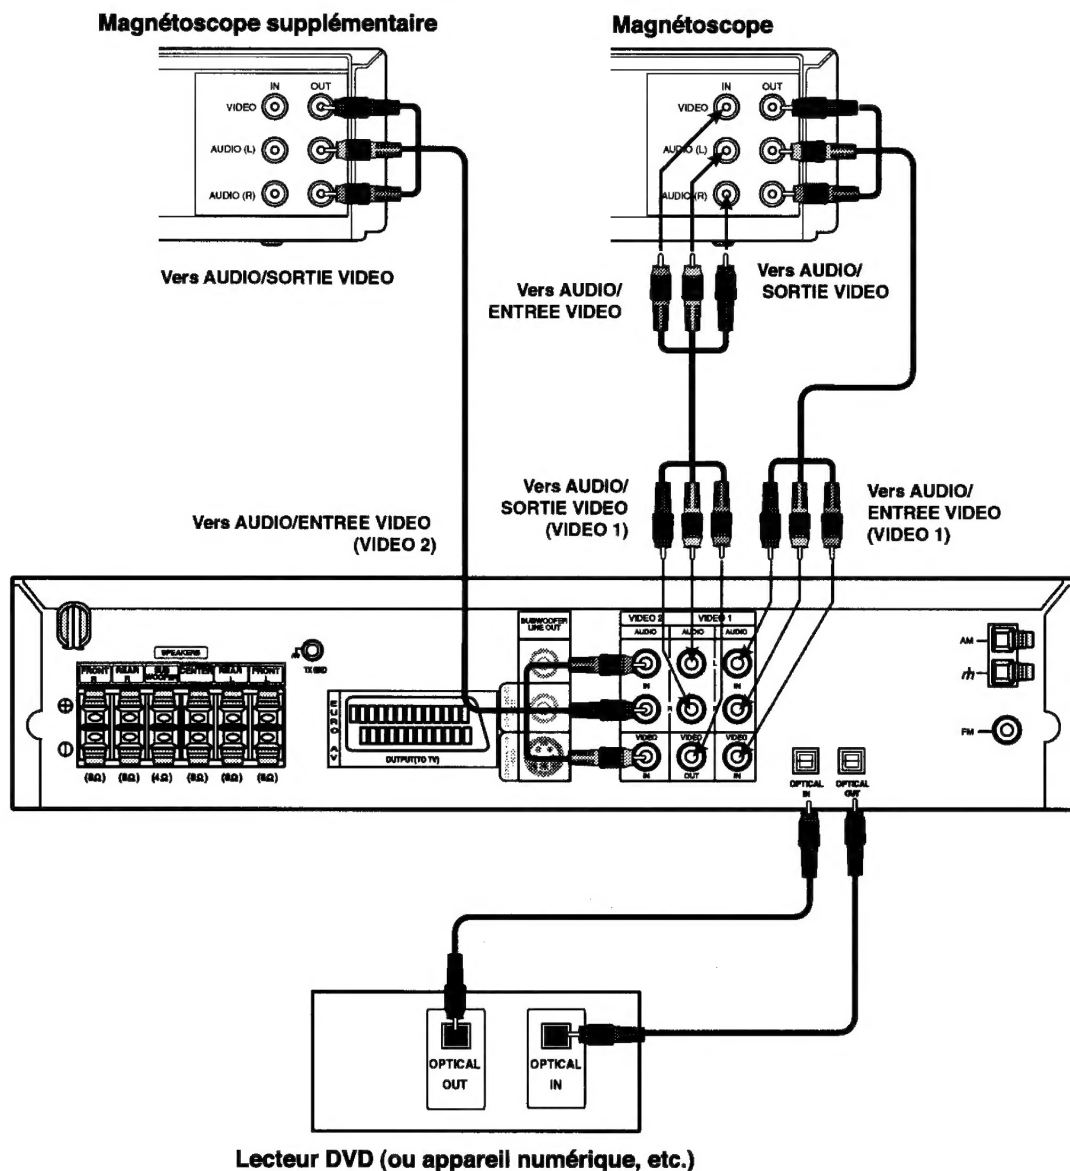 Magnétoscope supplémentaire
Magnétoscope
IN
OUT
VIDEO
AUDIO (L)
AUDIO (R)
IN
OUT
VIDEO
AUDIO (L)
AUDIO (R)
Vers AUDIO/SORTIE VIDEO
Vers AUDIO/
ENTREE VIDEO
Vers AUDIO/
SORTIE VIDEO
Vers AUDIO/ENTREE VIDEO
(VIDEO 2)
Vers AUDIO/
SORTIE VIDEO
(VIDEO 1)
Vers AUDIO/
ENTREE VIDEO
(VIDEO 1)
SPEAKERS
FRONT
R
REAR
R
SUB
WOOFER
CENTER
REAR
L
FRONT
L
(8Ω)
(8Ω)
(4Ω)
(8Ω)
(8Ω)
(8Ω)
EURO AV
OUTPUT(TO TV)
SUBWOOFER
LINE OUT
VIDEO 2
VIDEO 1
AUDIO
AUDIO
AUDIO
L
IN
IN
R
VIDEO
VIDEO
VIDEO
IN
OUT
IN
OPTICAL
IN
OPTICAL
OUT
AM
FM
OPTICAL
OUT
OPTICAL
IN
Lecteur DVD (ou appareil numérique, etc.)